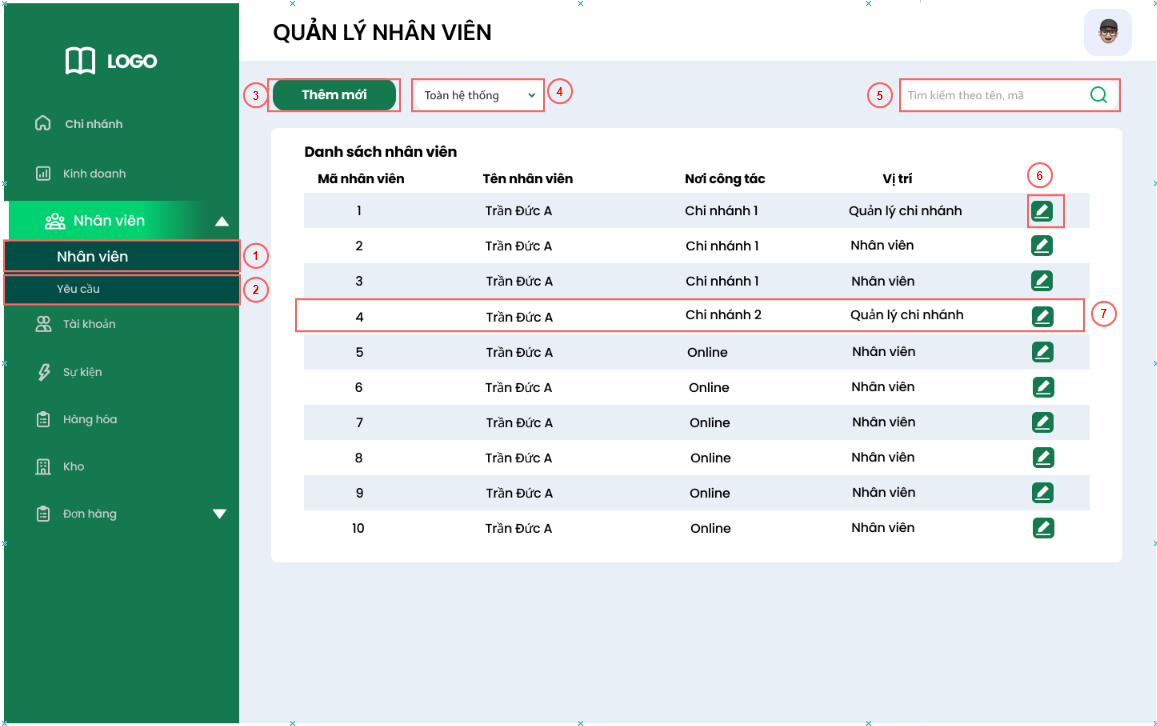 QUẢN LÝ NHÂN VIÊN
LOGO
Chi nhánh
Kinh doanh
Nhân viên
Nhân viên
1
Yêu cầu
2
Tài khoản
Sự kiện
Hàng hóa
Kho
Đơn hàng
3
Thêm mới
Toàn hệ thống
4
5
Tìm kiếm theo tên, mã
Danh sách nhân viên
Mã nhân viên Tên nhân viên Nơi công tác Vị trí
6
1 Trần Đức A Chi nhánh 1 Quản lý chi nhánh
2 Trần Đức A Chi nhánh 1 Nhân viên
3 Trần Đức A Chi nhánh 1 Nhân viên
4 Trần Đức A Chi nhánh 2 Quản lý chi nhánh
7
5 Trần Đức A Online Nhân viên
6 Trần Đức A Online Nhân viên
7 Trần Đức A Online Nhân viên
8 Trần Đức A Online Nhân viên
9 Trần Đức A Online Nhân viên
10 Trần Đức A Online Nhân viên